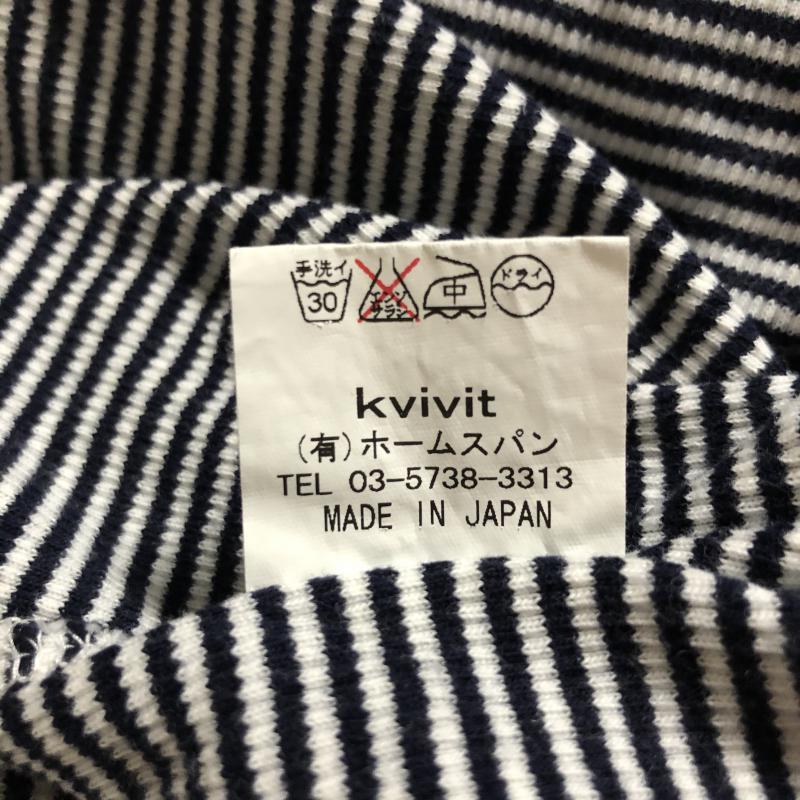 手洗イ
30
エンソ
サラシ
中
ドライ
kvivit
(有)ホームスパン
TEL 03-5738-3313
MADE IN JAPAN